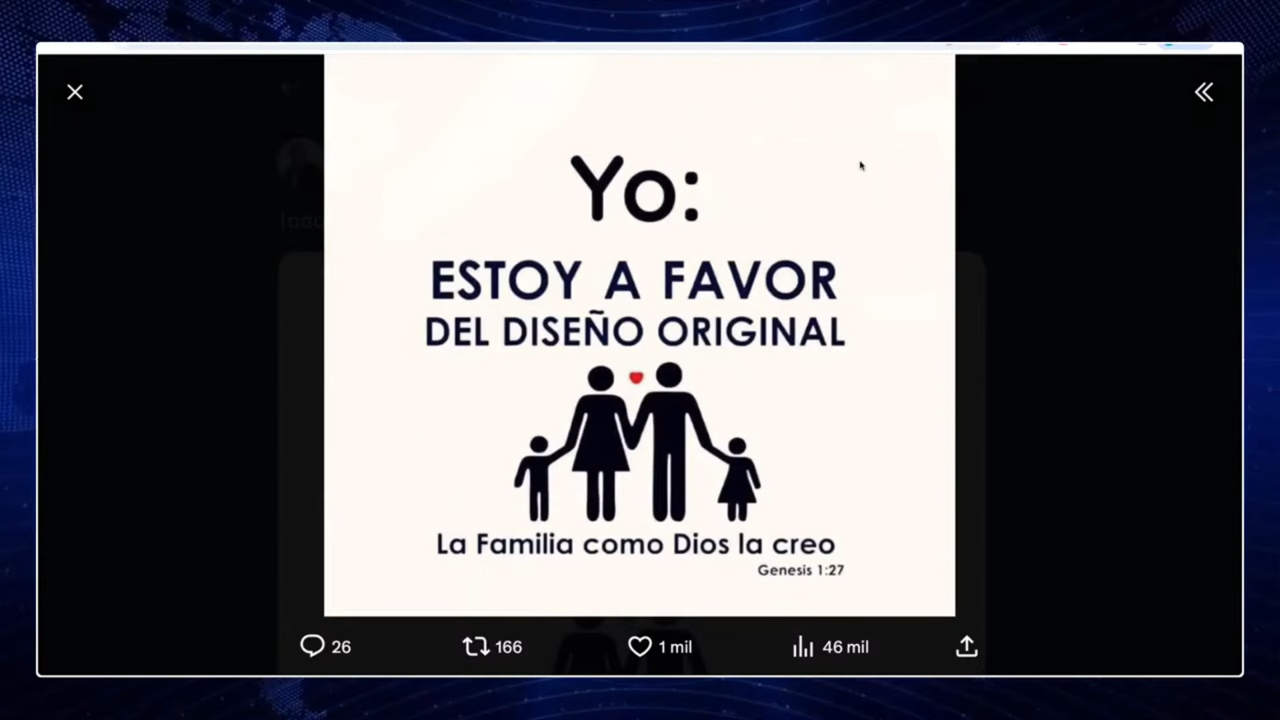 Yo:
ESTOY A FAVOR
DEL DISEÑO ORIGINAL
La Familia como Dios la creo
Genesis 1:27
26 166 1 mil 46 mil